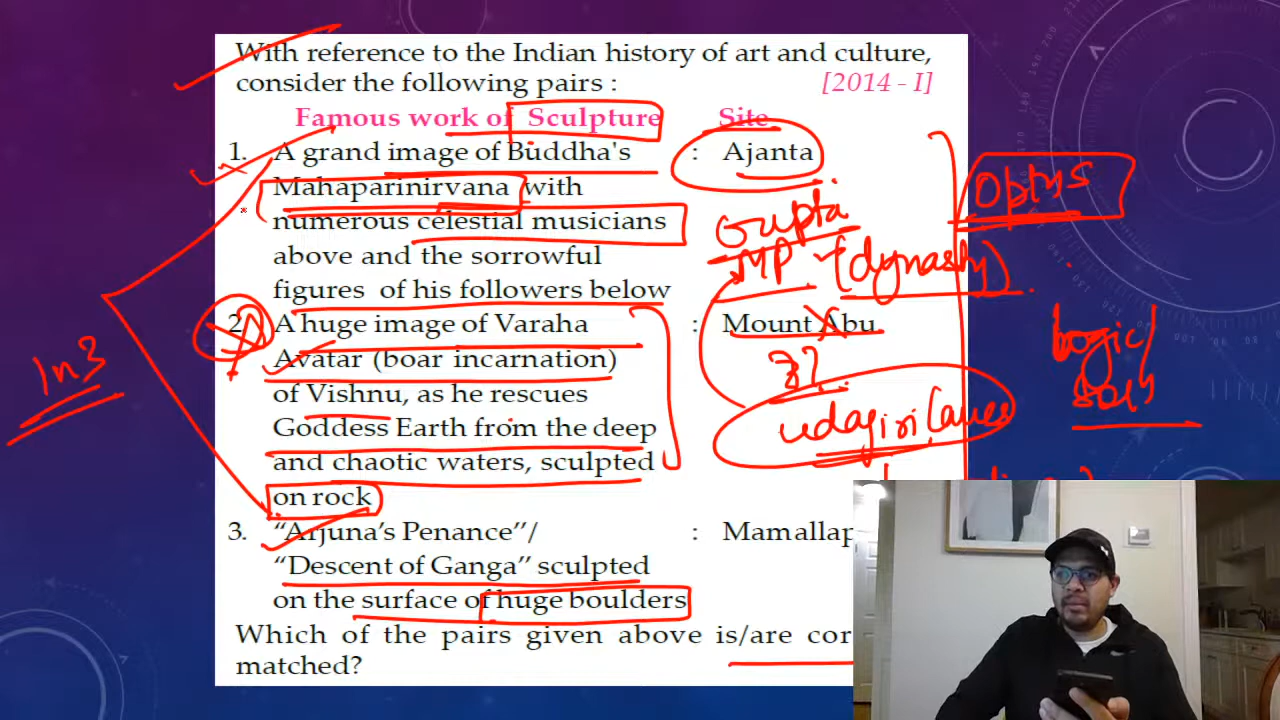 With reference to the Indian history of art and culture,
consider the following pairs : [2014 - I]
Famous work of Sculpture Site
1. A grand image of Buddha's : Ajanta
Mahaparinirvana with
numerous celestial musicians
above and the sorrowful
figures of his followers below
2. A huge image of Varaha : Mount Abu
Avatar (boar incarnation)
of Vishnu, as he rescues
Goddess Earth from the deep
and chaotic waters, sculpted
on rock
3. "Arjuna's Penance"/ : Mamallap
"Descent of Ganga" sculpted
on the surface of huge boulders
Which of the pairs given above is/are cor
matched?
Gupta
MP - (dynasty)
udagiri Caves
1n3
Logic/